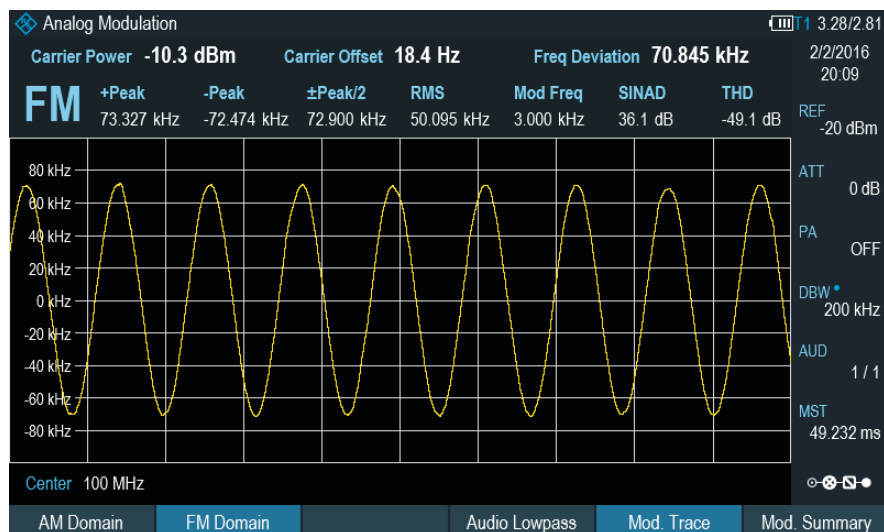 Analog Modulation
T1 3.28/2.81
Carrier Power -10.3 dBm Carrier Offset 18.4 Hz Freq Deviation 70.845 kHz
2/2/2016
20:09
FM
+Peak -Peak ±Peak/2 RMS Mod Freq SINAD THD
73.327 kHz -72.474 kHz 72.900 kHz 50.095 kHz 3.000 kHz 36.1 dB -49.1 dB
REF
-20 dBm
ATT
0 dB
PA
OFF
DBW
200 kHz
AUD
1 / 1
MST
49.232 ms
80 kHz
60 kHz
40 kHz
20 kHz
0 kHz
-20 kHz
-40 kHz
-60 kHz
-80 kHz
Center 100 MHz
AM Domain FM Domain Audio Lowpass Mod. Trace Mod. Summary